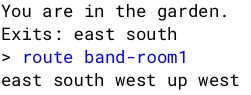 You are in the garden.
Exits: east south
> route band-room1
east south west up west